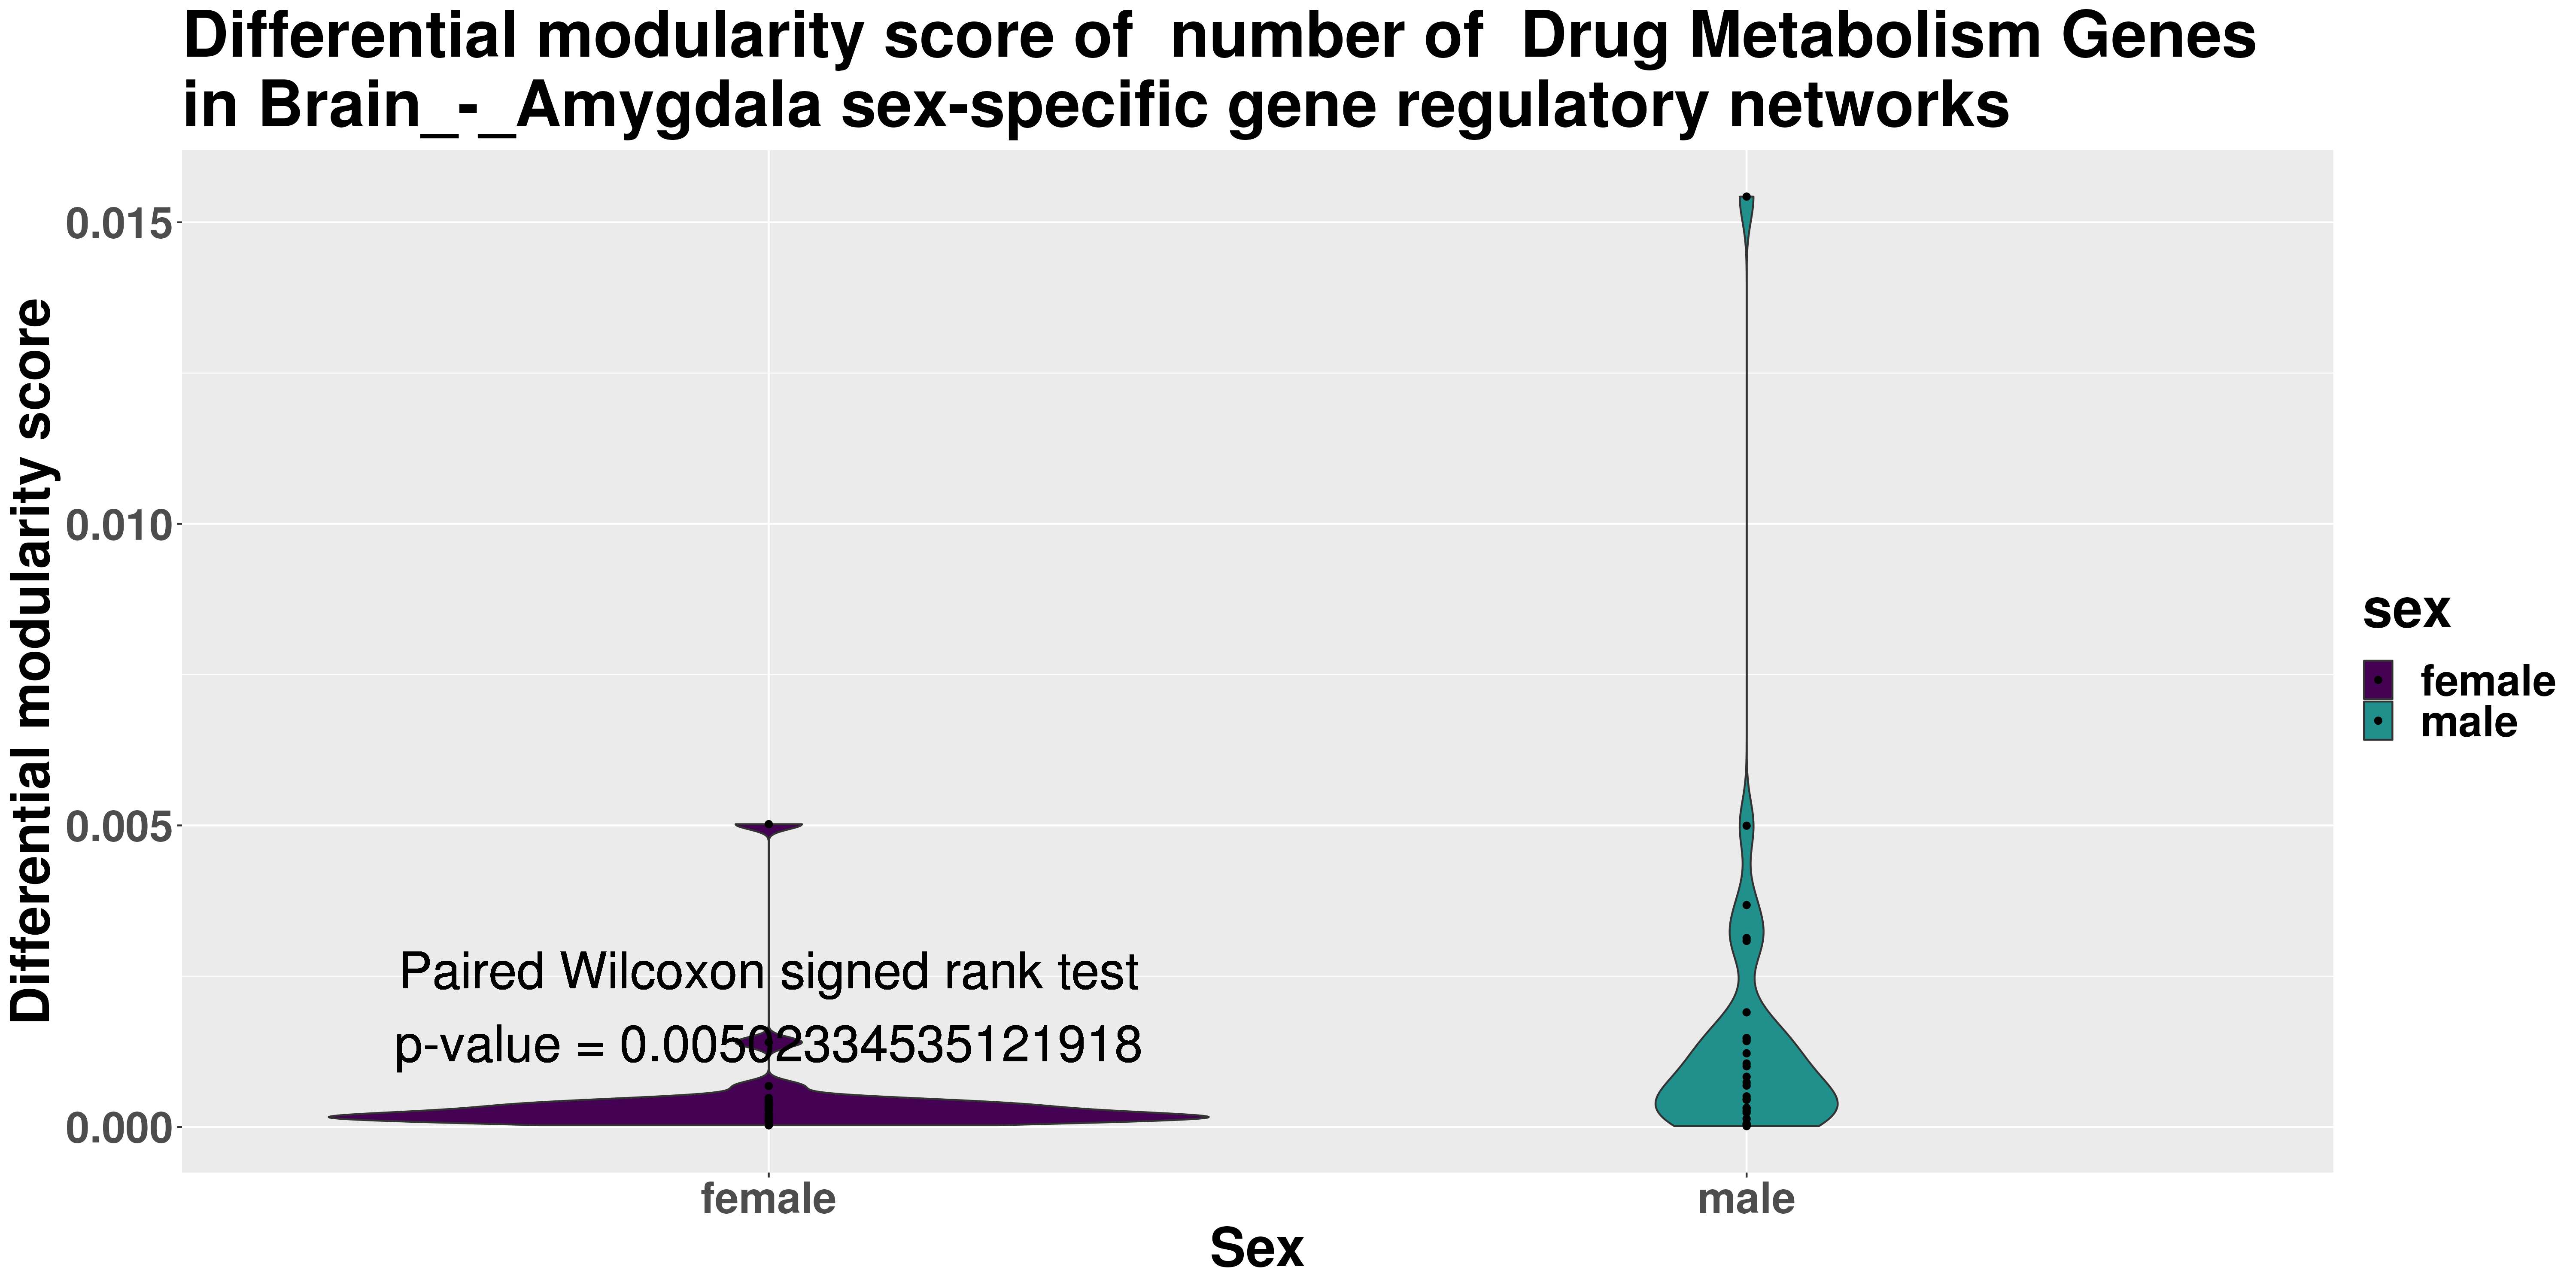 Differential modularity score of  number of  Drug Metabolism Genes
in Brain_-_Amygdala sex-specific gene regulatory networks
Differential modularity score
0.015
0.010
0.005
0.000
Paired Wilcoxon signed rank test
p-value = 0.00502334535121918
female
male
Sex
sex
female
male